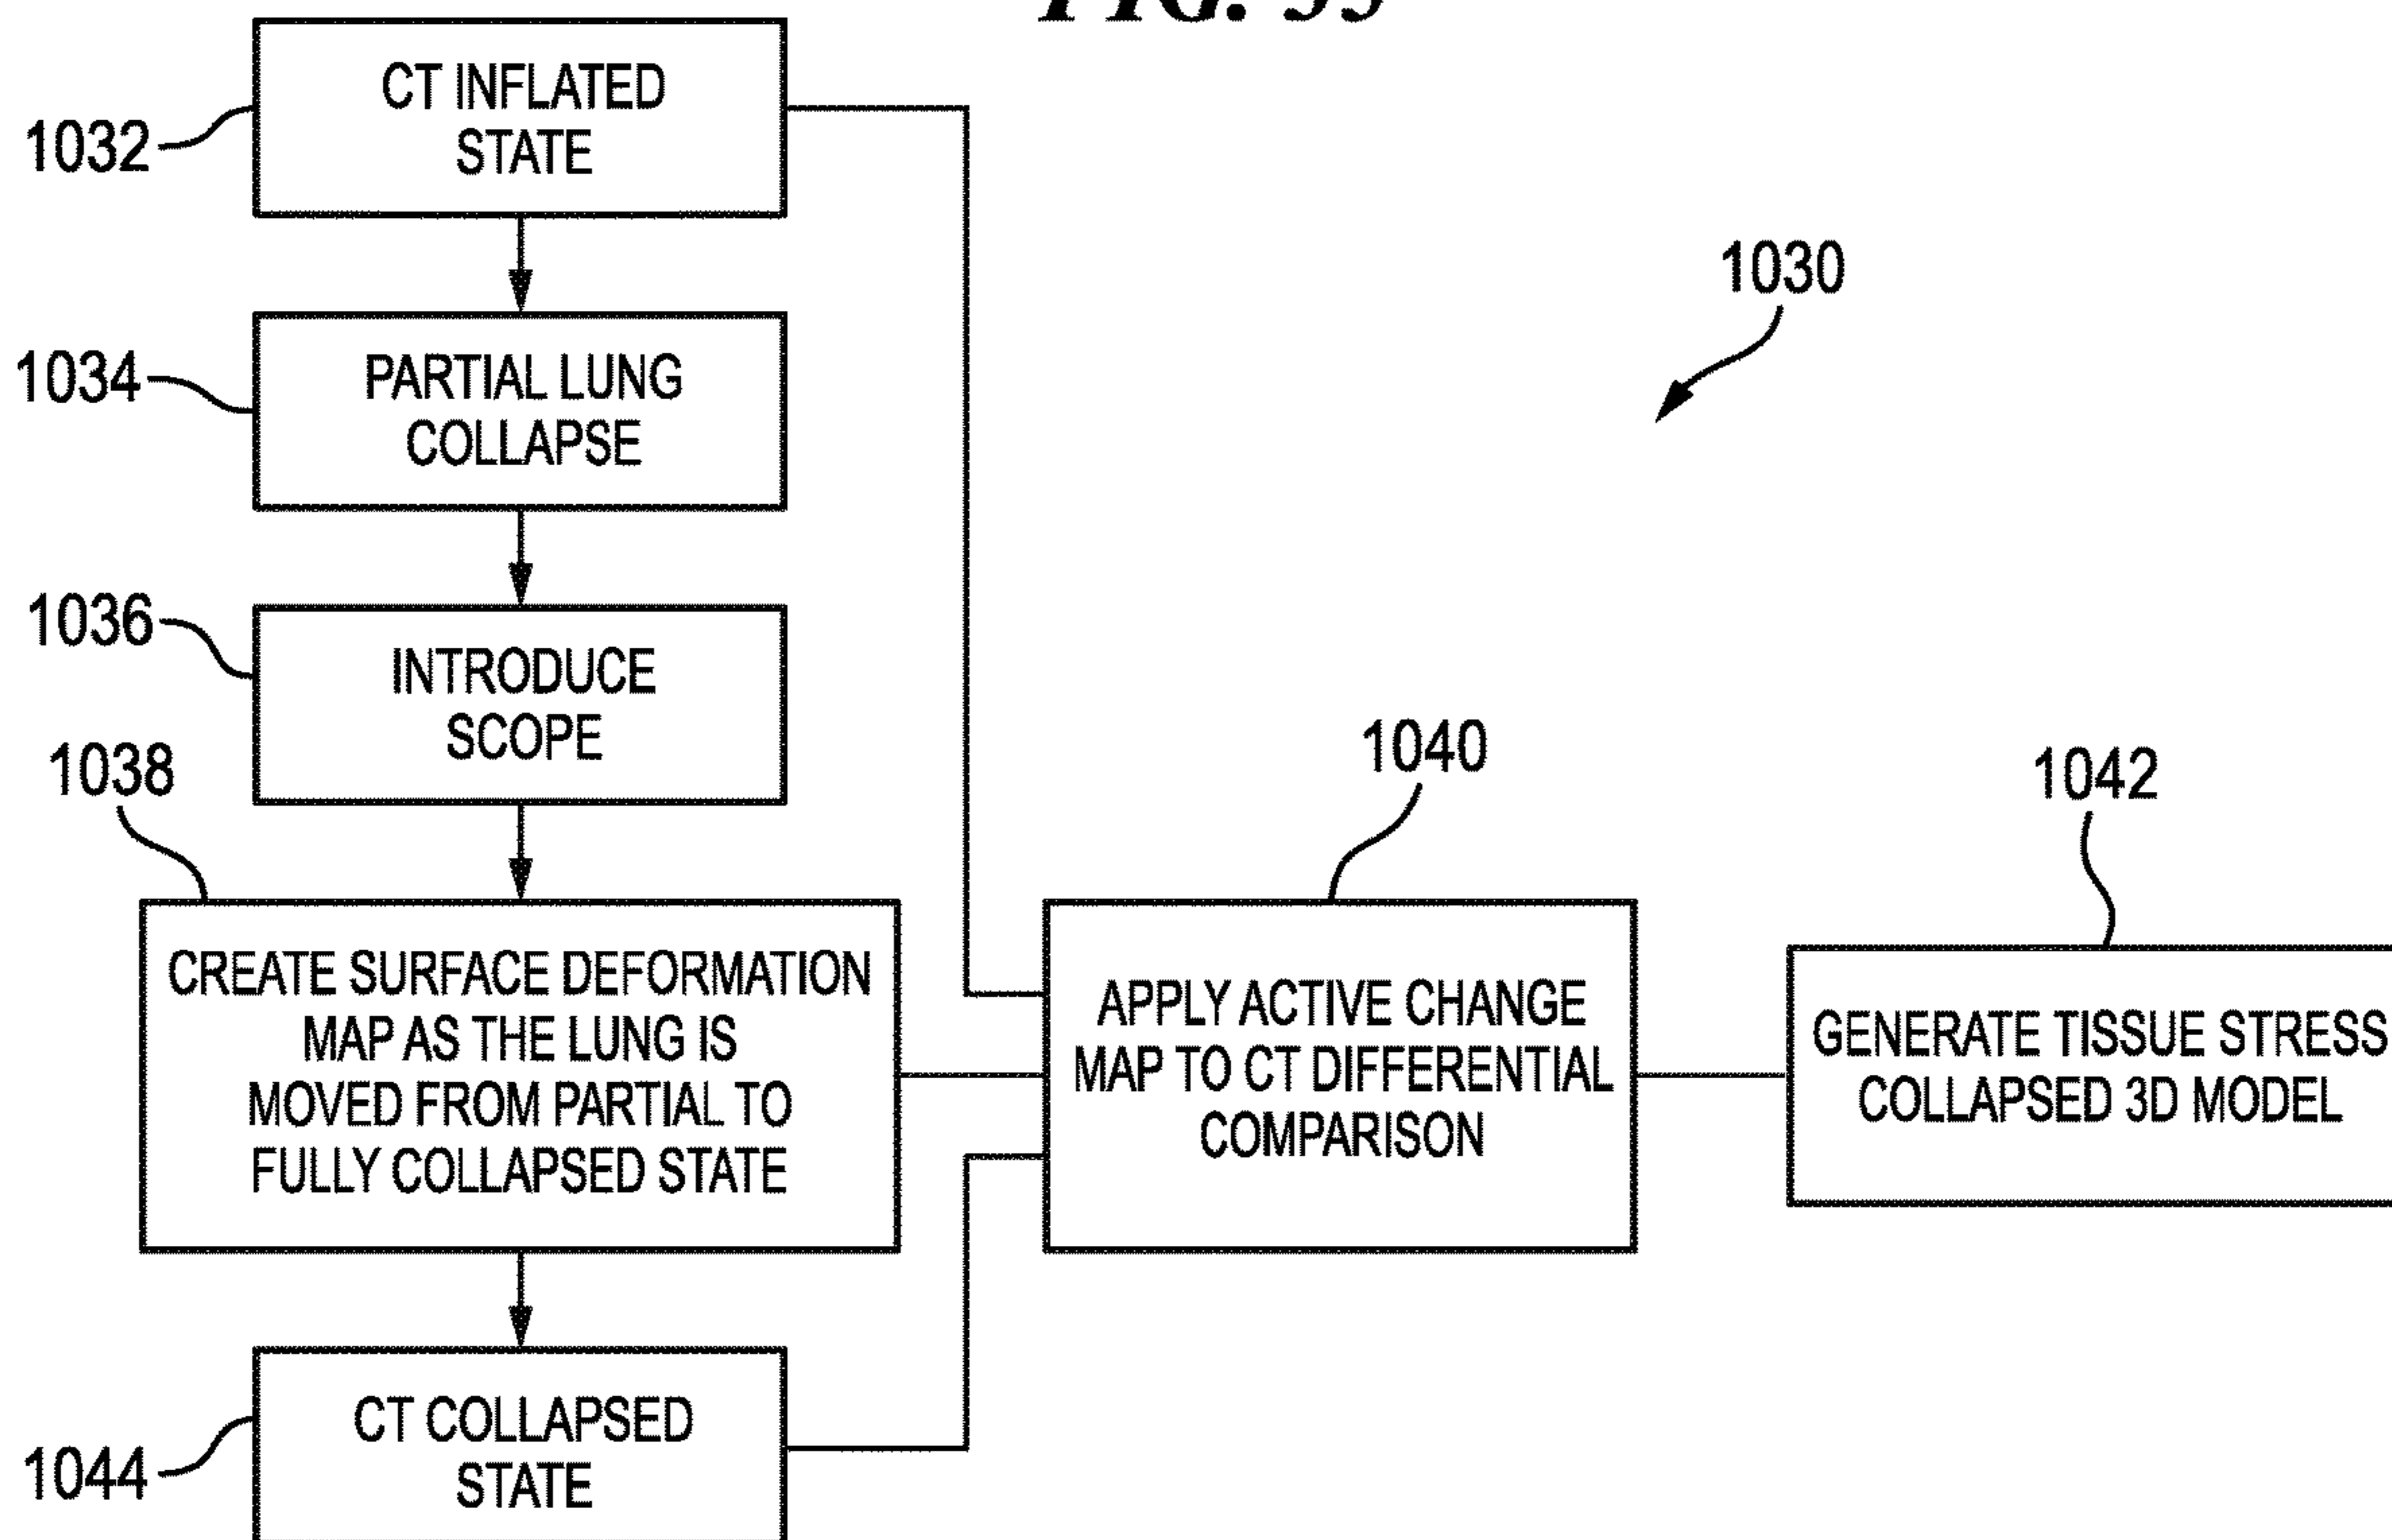 FIG.
CT INFLATED
STATE
1032
PARTIAL LUNG
COLLAPSE
1034
1030
INTRODUCE
SCOPE
1036
1038
CREATE SURFACE DEFORMATION
MAP AS THE LUNG IS
MOVED FROM PARTIAL TO
FULLY COLLAPSED STATE
1040
APPLY ACTIVE CHANGE
MAP TO CT DIFFERENTIAL
COMPARISON
1042
GENERATE TISSUE STRESS
COLLAPSED 3D MODEL
CT COLLAPSED
STATE
1044